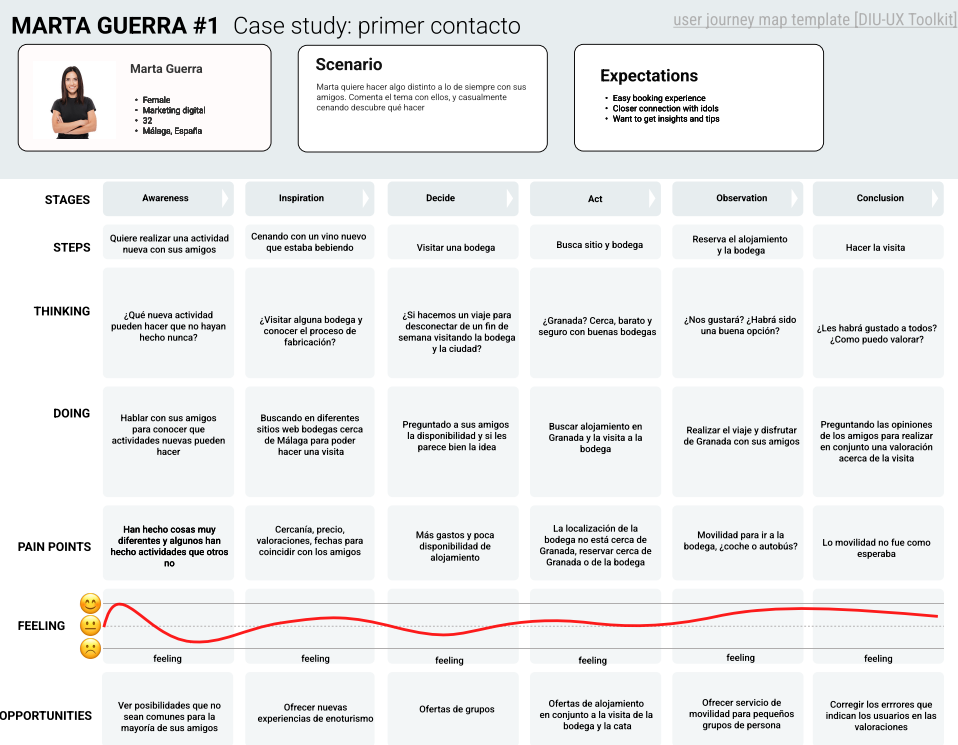 MARTA GUERRA #1 Case study: primer contacto
user journey map template [DIU-UX Toolkit]
Marta Guerra
• Female
• Marketing digital
• 32
• Málaga, España
Scenario
Marta quiere hacer algo distinto a lo de siempre con sus
amigos. Comenta el tema con ellos, y casualmente
cenando descubre qué hacer
Expectations
• Easy booking experience
• Closer connection with idols
• Want to get insights and tips
STAGES
Awareness
Inspiration
Decide
Act
Observation
Conclusion
STEPS
Quiere realizar una actividad
nueva con sus amigos
Cenando con un vino nuevo
que estaba bebiendo
Visitar una bodega
Busca sitio y bodega
Reserva el alojamiento
y la bodega
Hacer la visita
THINKING
¿Qué nueva actividad
pueden hacer que no hayan
hecho nunca?
¿Visitar alguna bodega y
conocer el proceso de
fabricación?
¿Si hacemos un viaje para
desconectar de un fin de
semana visitando la bodega
y la ciudad?
¿Granada? Cerca, barato y
seguro con buenas bodegas
¿Nos gustará? ¿Habrá sido
una buena opción?
¿Les habrá gustado a todos?
¿Como puedo valorar?
DOING
Hablar con sus amigos
para conocer que
actividades nuevas pueden
hacer
Buscando en diferentes
sitios web bodegas cerca
de Málaga para poder
hacer una visita
Preguntado a sus amigos
la disponibilidad y si les
parece bien la idea
Buscar alojamiento en
Granada y la visita a la
bodega
Realizar el viaje y disfrutar
de Granada con sus amigos
Preguntando las opiniones
de los amigos para realizar
en conjunto una valoración
acerca de la visita
PAIN POINTS
Han hecho cosas muy
diferentes y algunos han
hecho actividades que otros
no
Cercanía, precio,
valoraciones, fechas para
coincidir con los amigos
Más gastos y poca
disponibilidad de
alojamiento
La localización de la
bodega no está cerca de
Granada, reservar cerca de
Granada o de la bodega
Movilidad para ir a la
bodega, ¿coche o autobús?
Lo movilidad no fue como
esperaba
FEELING
feeling
feeling
feeling
feeling
feeling
feeling
OPPORTUNITIES
Ver posibilidades que no
sean comunes para la
mayoría de sus amigos
Ofrecer nuevas
experiencias de enoturismo
Ofertas de grupos
Ofertas de alojamiento
en conjunto a la visita de la
bodega y la cata
Ofrecer servicio de
movilidad para pequeños
grupos de persona
Corregir los errrores que
indican los usuarios en las
valoraciones